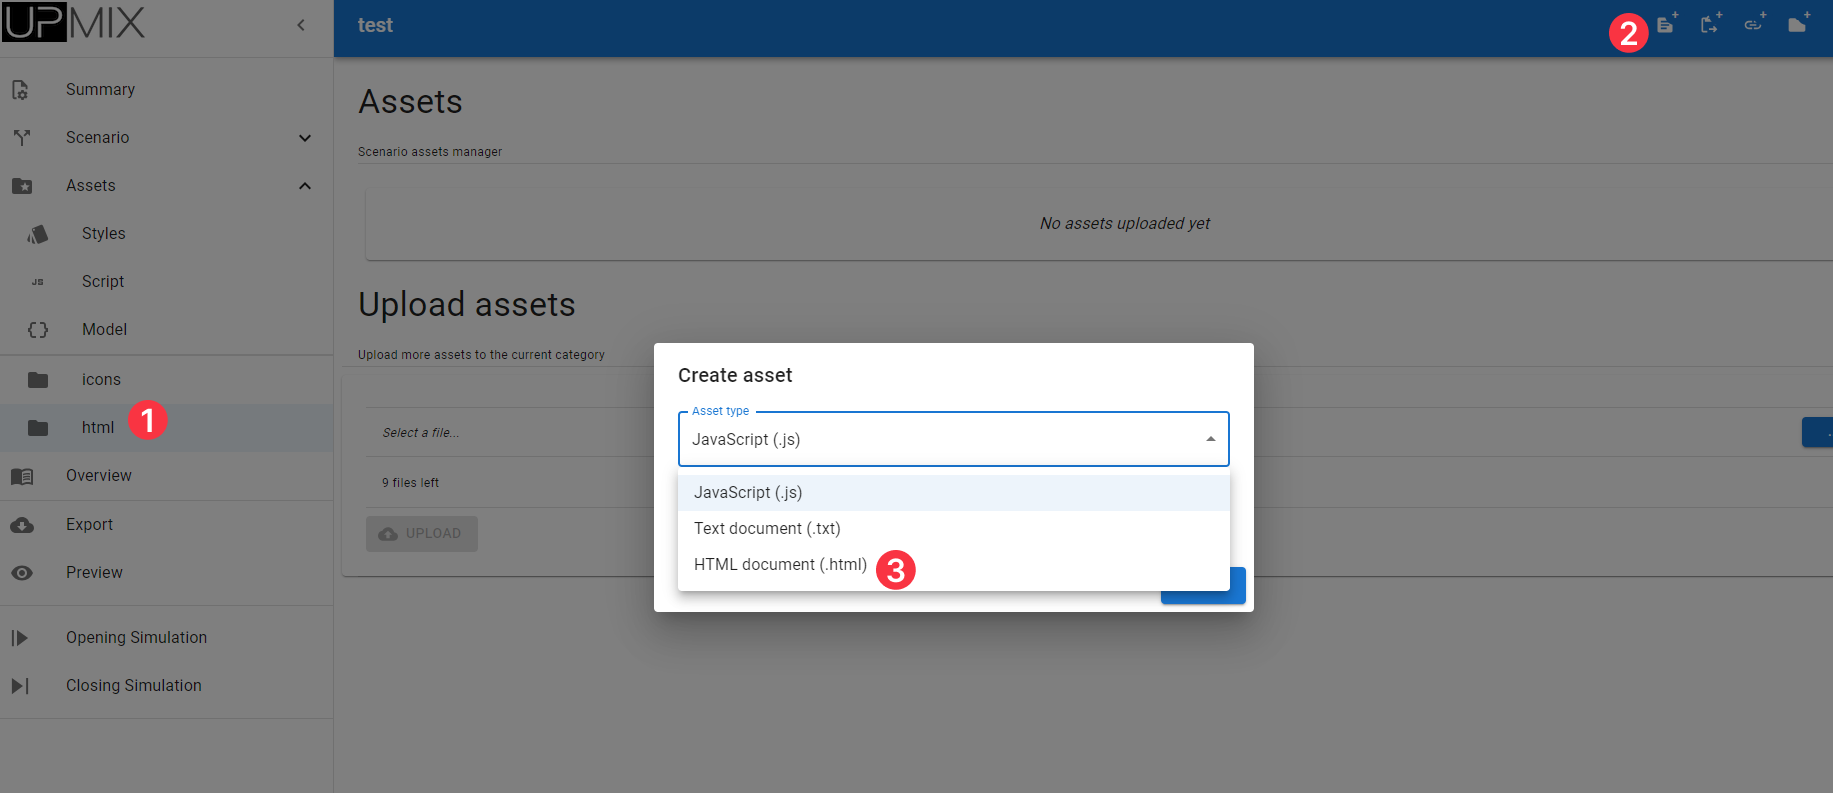 UPMIX
test
2
Summary
Scenario
Assets
Styles
JS Script
Model
icons
html 1
Overview
Export
Preview
Opening Simulation
Closing Simulation
Assets
Scenario assets manager
No assets uploaded yet
Upload assets
Upload more assets to the current category
Select a file...
9 files left
UPLOAD
Create asset
Asset type
JavaScript (.js)
JavaScript (.js)
Text document (.txt)
HTML document (.html) 3